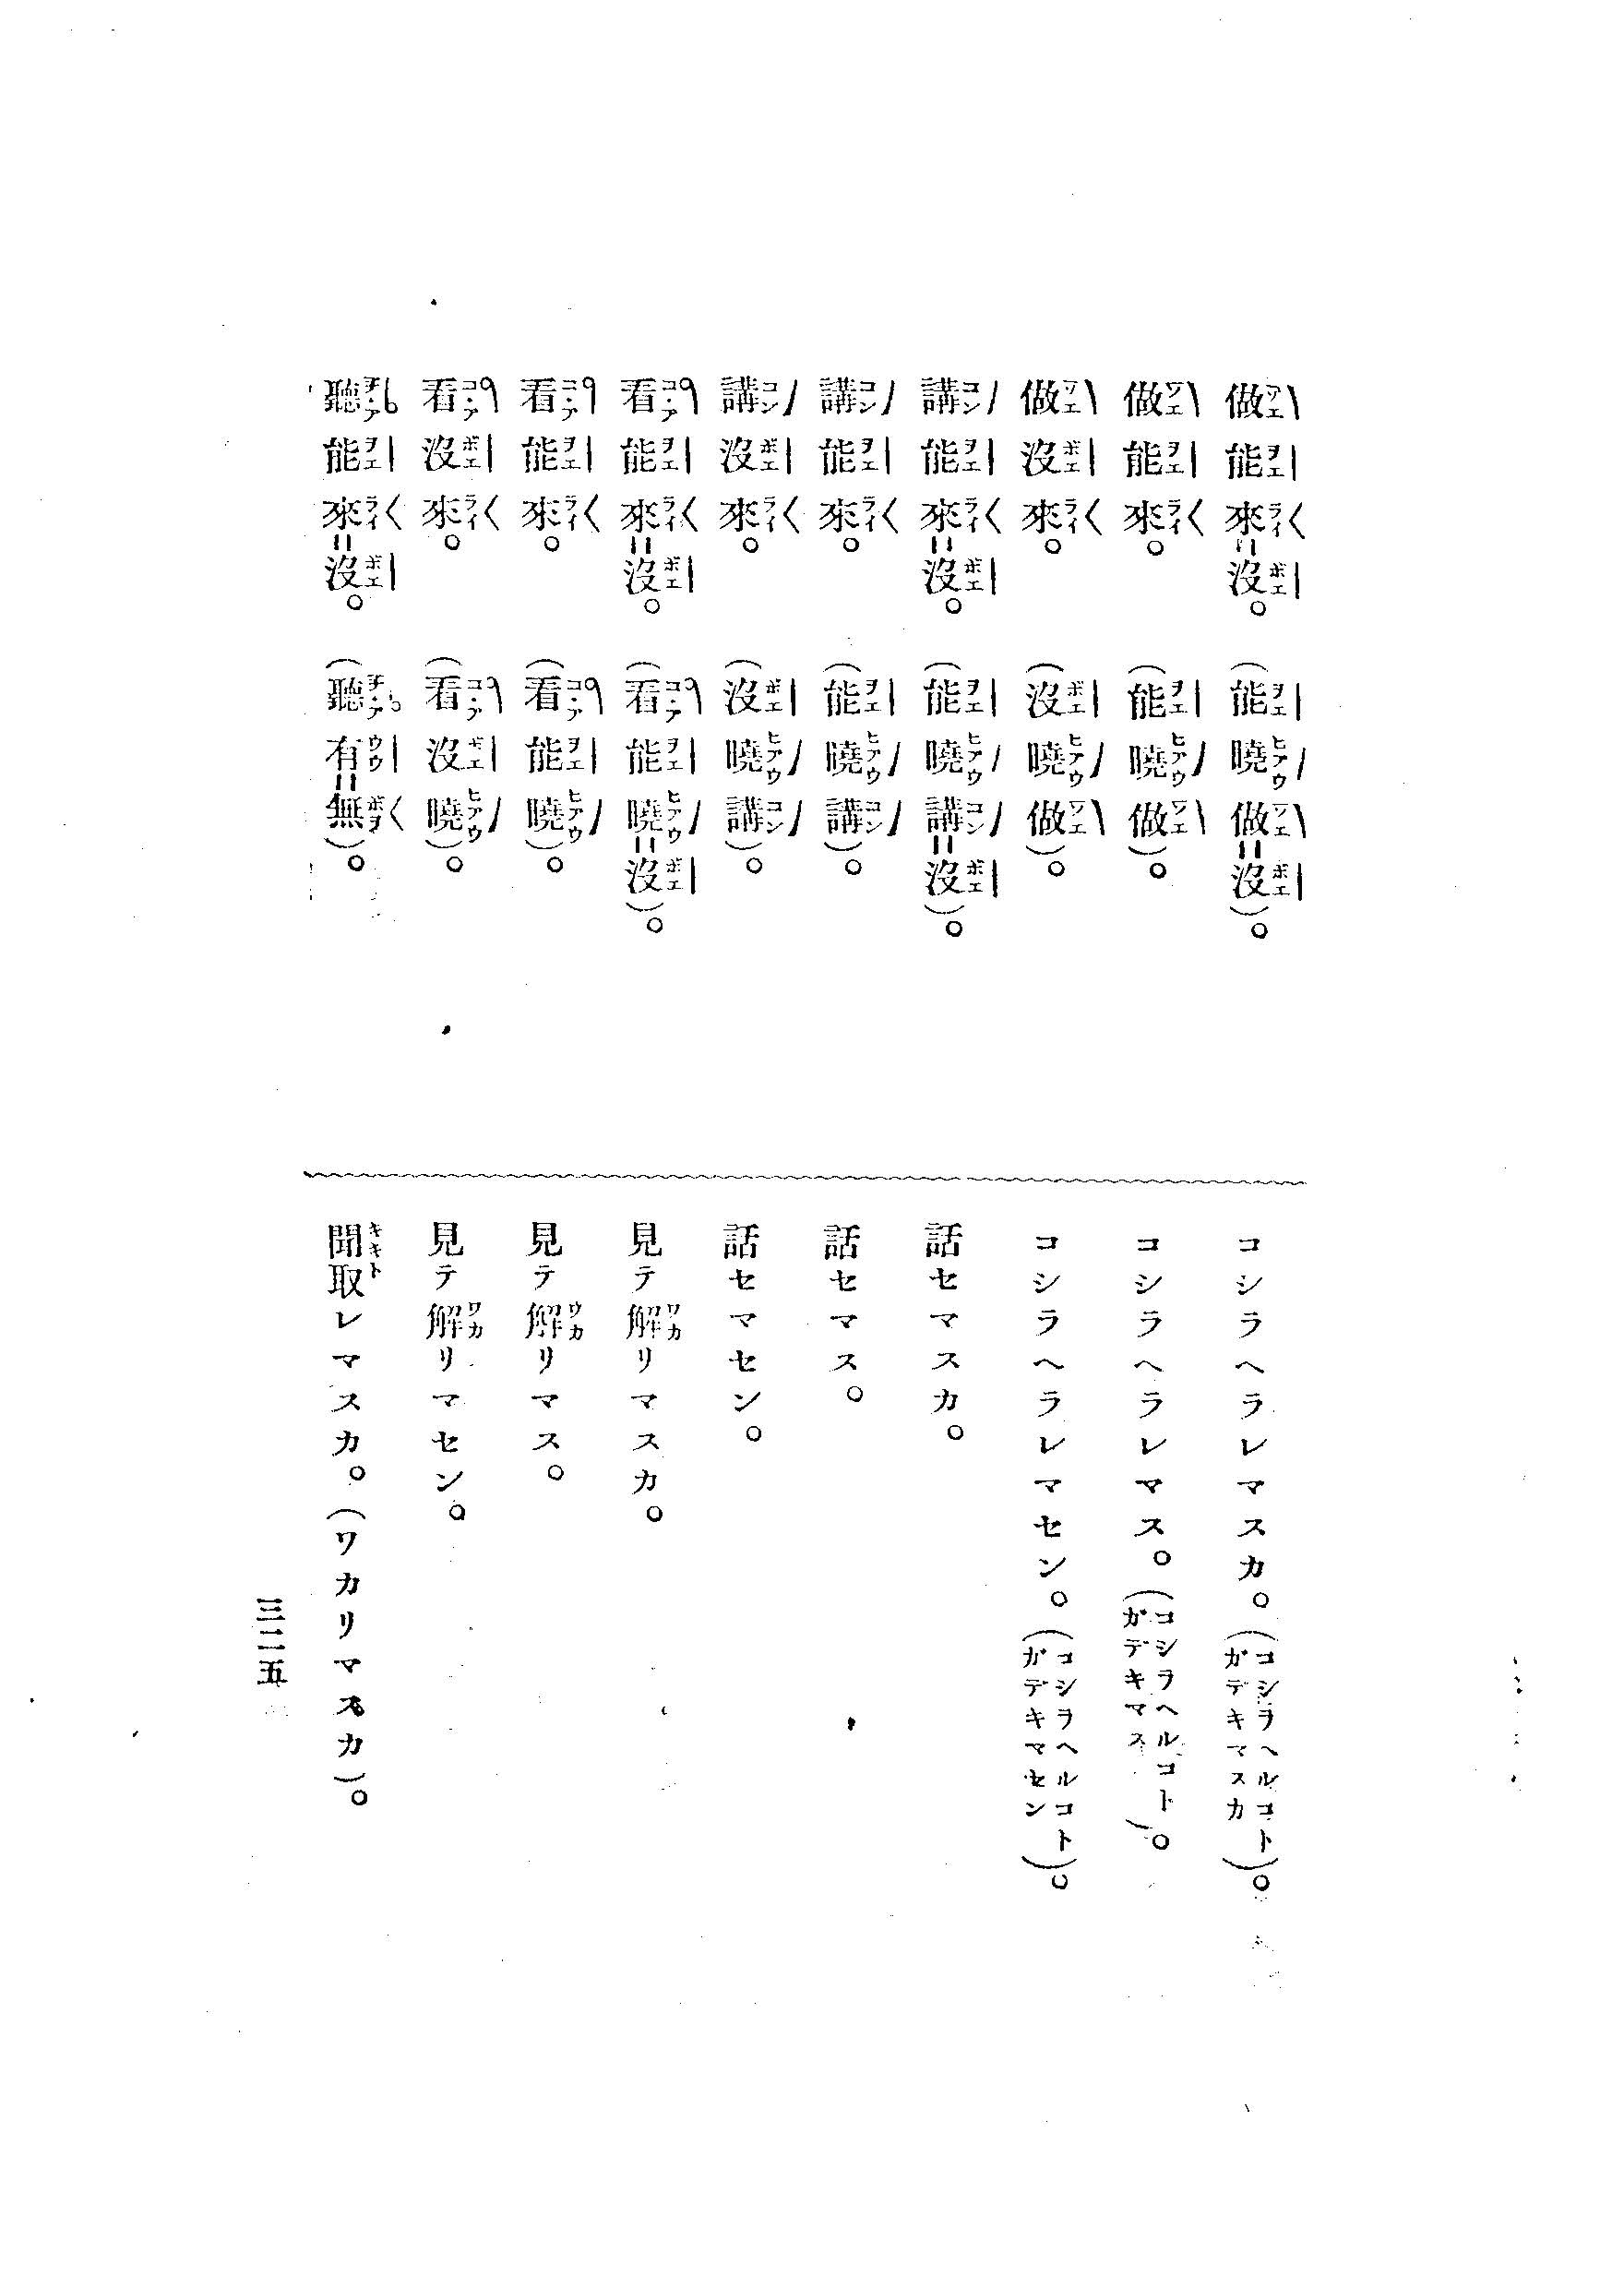 做能來=沒。(能曉做=沒)。 コシラヘラレマスカ。(コシラヘルコトガデキマスカ)。
做能來。(能曉做)。 コシラヘラレマス。(コシラヘルコトガデキマス)。
做沒來。(沒曉做)。 コシラヘラレマセン。(コシラヘルコトガデキマセン)。
講能來=沒。(能曉講=沒)。 話セマスカ。
講能來。(能曉講)。 話セマス。
講沒來。(沒曉講)。 話セマセン。
看能來=沒。(看能曉=沒)。 見テ解リマスカ。
看能來。(看能曉)。 見テ解リマス。
看沒來。(看沒曉)。 見テ解リマセン。
聽能來=沒。(聽有=無)。 聞取レマスカ。(ワカリマスカ)。
三二五